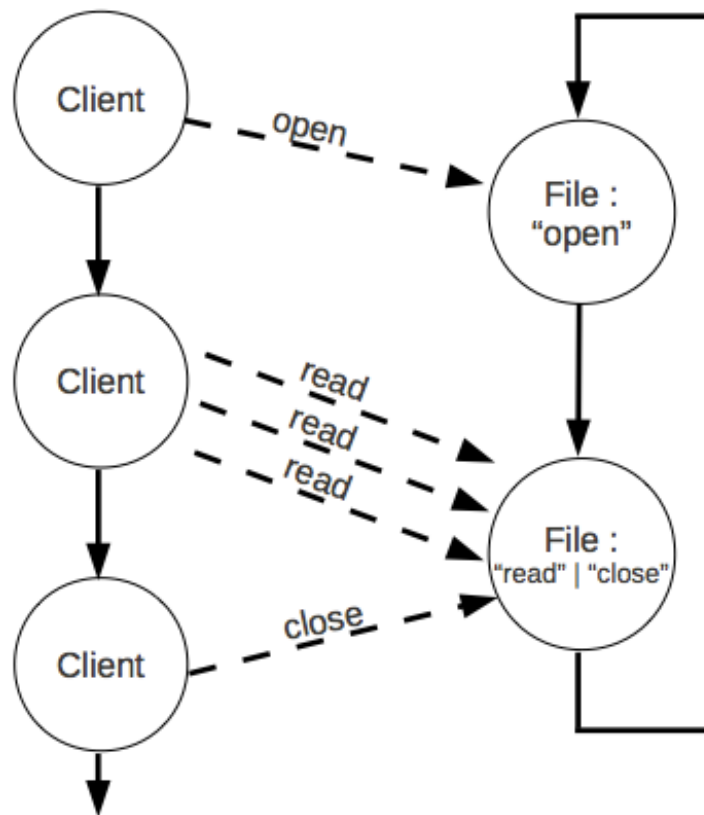 Client
open
File :
“open”
Client
read
read
read
File :
“read” | “close”
close
Client